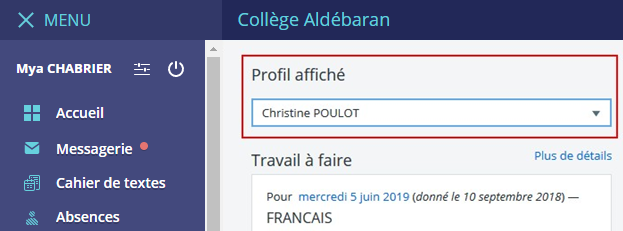 MENU
Collège Aldébaran
Mya CHABRIER
Accueil
Messagerie
Cahier de textes
Absences
Profil affiché
Christine POULOT
Travail à faire
Plus de détails
Pour mercredi 5 juin 2019 (donné le 10 septembre 2018) —
FRANCAIS